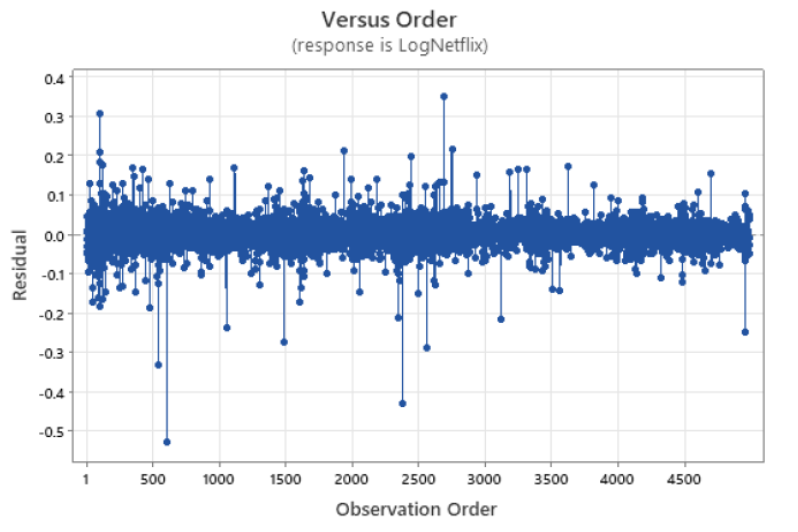 Versus Order
(response is LogNetflix)
0.4
0.3
0.2
0.1
0.0
-0.1
-0.2
-0.3
-0.4
-0.5
Residual
1 500 1000 1500 2000 2500 3000 3500 4000 4500
Observation Order